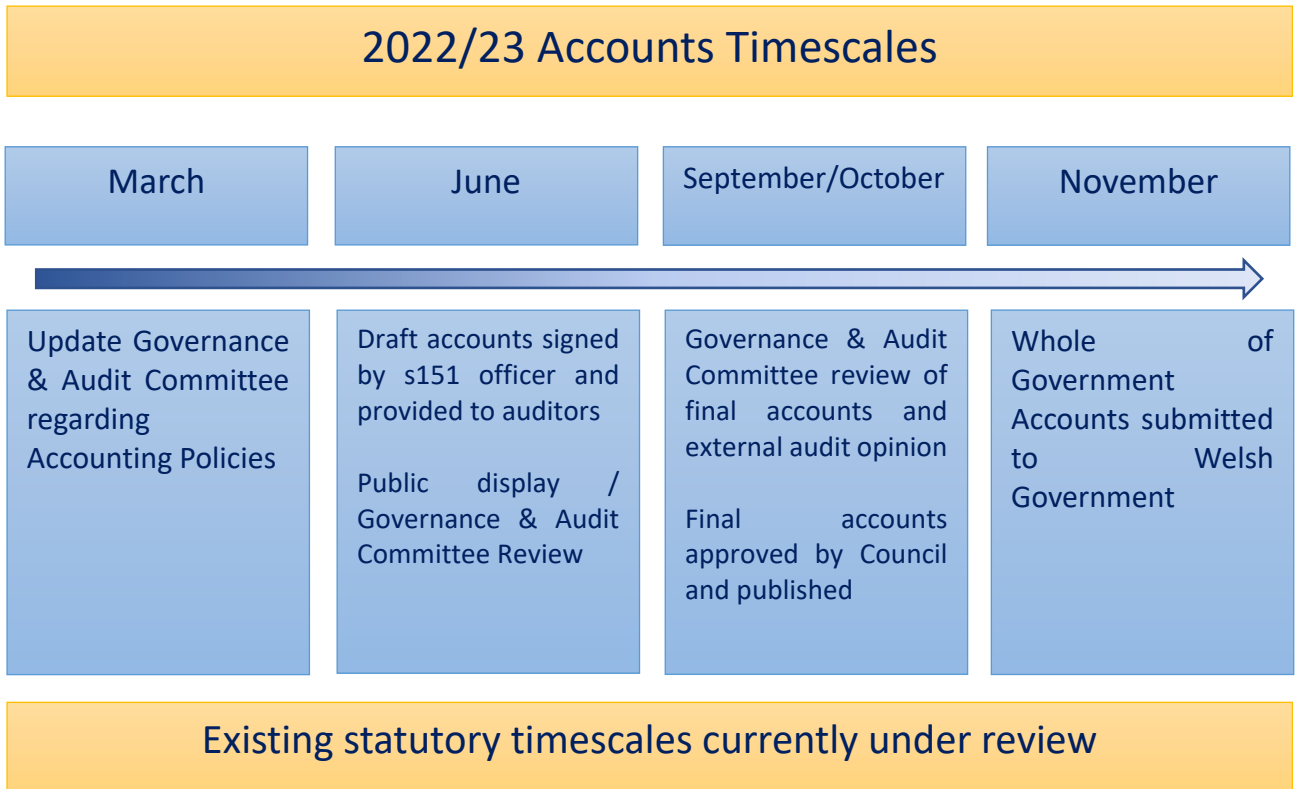 2022/23 Accounts Timescales
March
June
September/October
November
Update Governance
& Audit Committee
regarding
Accounting Policies
Draft accounts signed
by s151 officer and
provided to auditors
Public display /
Governance & Audit
Committee Review
Governance & Audit
Committee review of
final accounts and
external audit opinion
Final accounts
approved by Council
and published
Whole of
Government
Accounts submitted
to Welsh
Government
Existing statutory timescales currently under review